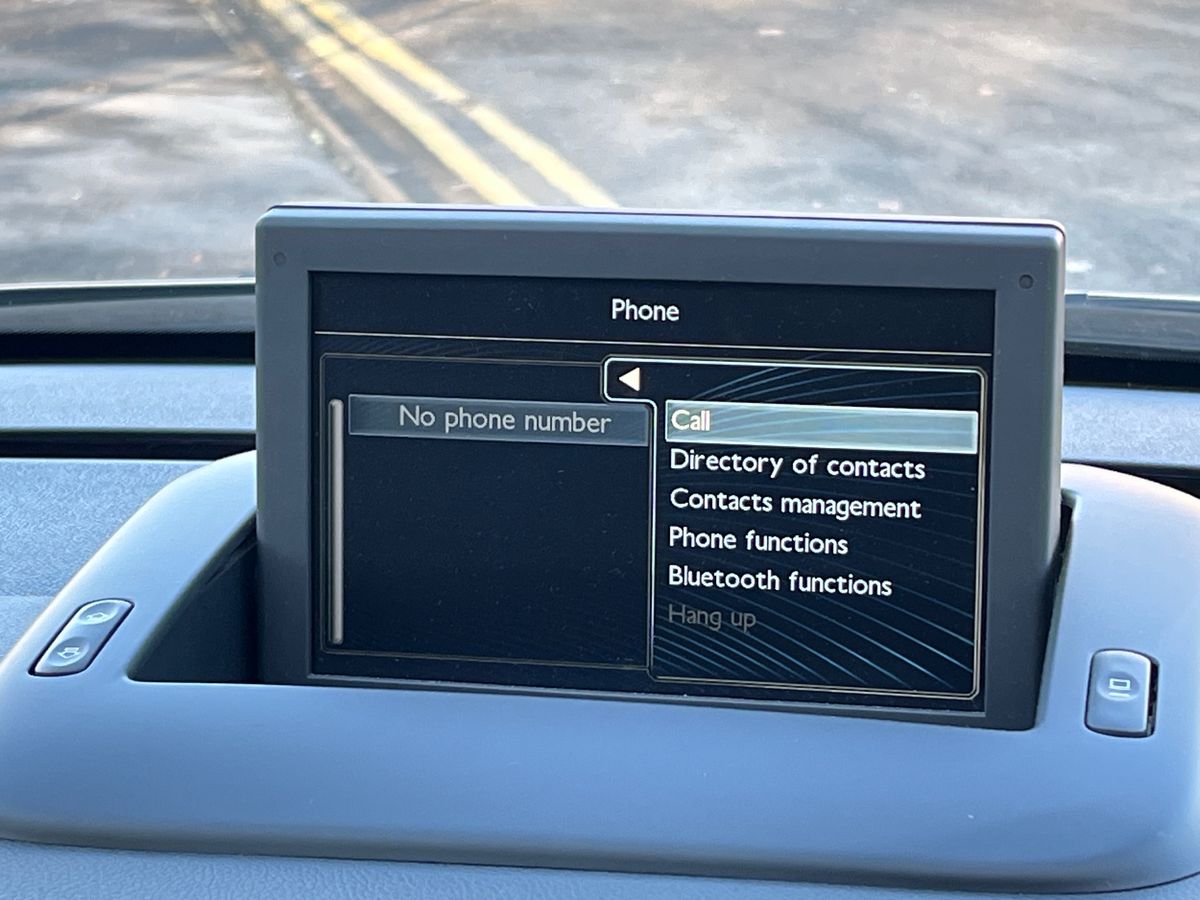 Phone
No phone number
Call
Directory of contacts
Contacts management
Phone functions
Bluetooth functions
Hang up